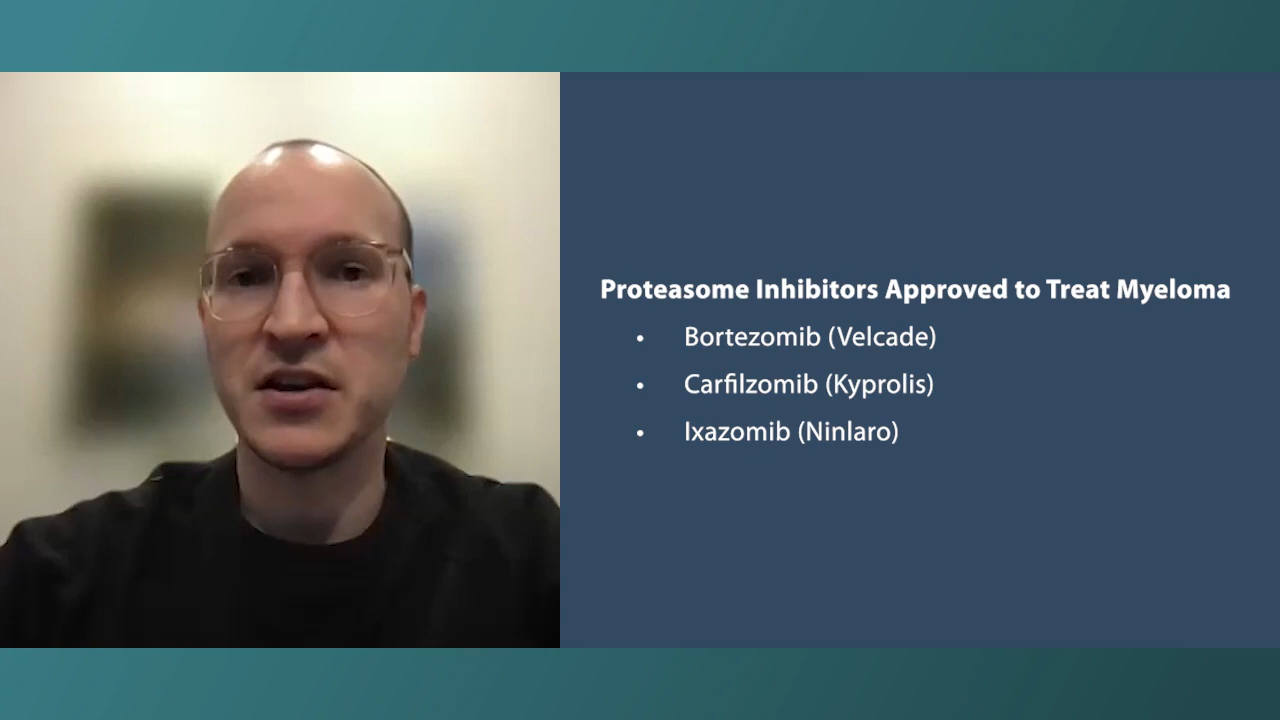 Proteasome Inhibitors Approved to Treat Myeloma
• Bortezomib (Velcade)
• Carfilzomib (Kyprolis)
• Ixazomib (Ninlaro)